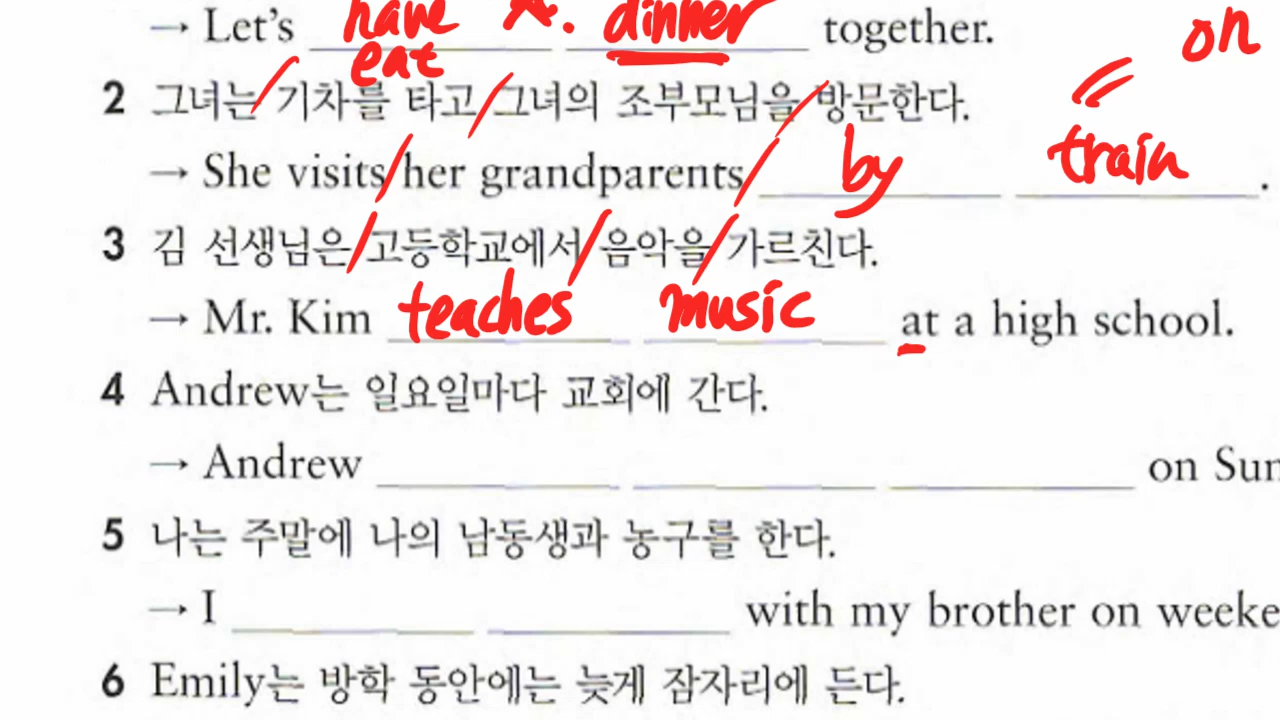 → Let's have dinner together.
eat
on
2 그녀는 기차를 타고 그녀의 조부모님을 방문한다.
→ She visits her grandparents by train.
3 김 선생님은 고등학교에서 음악을 가르친다.
→ Mr. Kim teaches music at a high school.
4 Andrew는 일요일마다 교회에 간다.
→ Andrew on Sun
5 나는 주말에 나의 남동생과 농구를 한다.
→ I with my brother on weeke
6 Emily는 방학 동안에는 늦게 잠자리에 든다.